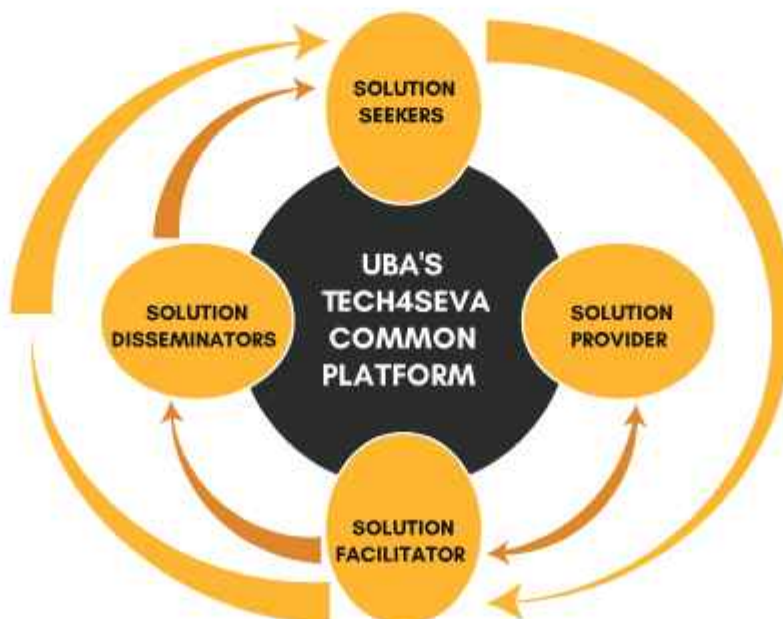 SOLUTION
SEEKERS
UBA'S
TECH4SEVA
COMMON
PLATFORM
SOLUTION
DISSEMINATORS
SOLUTION
PROVIDER
SOLUTION
FACILITATOR